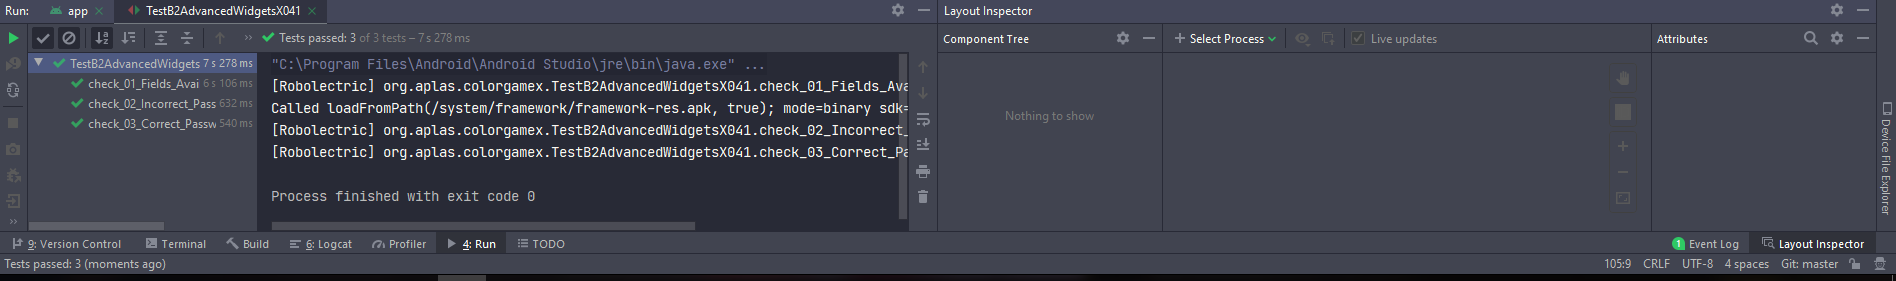 Run: app × TestB2AdvancedWidgetsX041 ×
Tests passed: 3 of 3 tests – 7 s 278 ms
TestB2AdvancedWidgets 7 s 278 ms
check_01_Fields_Avai 6 s 106 ms
check_02_Incorrect_Pass 632 ms
check_03_Correct_Passw 540 ms
"C:\Program Files\Android\Android Studio\jre\bin\java.exe" ...
[Robolectric] org.aplas.colorgamex.TestB2AdvancedWidgetsX041.check_01_Fields_Ava
Called loadFromPath(/system/framework/framework-res.apk, true); mode=binary sdk=
[Robolectric] org.aplas.colorgamex.TestB2AdvancedWidgetsX041.check_02_Incorrect_
[Robolectric] org.aplas.colorgamex.TestB2AdvancedWidgetsX041.check_03_Correct_Pa
Process finished with exit code 0
Layout Inspector
Component Tree
Select Process
Live updates
Attributes
Nothing to show
Device File Explorer
9: Version Control Terminal Build 6: Logcat Profiler 4: Run TODO
1 Event Log Layout Inspector
Tests passed: 3 (moments ago)
105:9 CRLF UTF-8 4 spaces Git: master